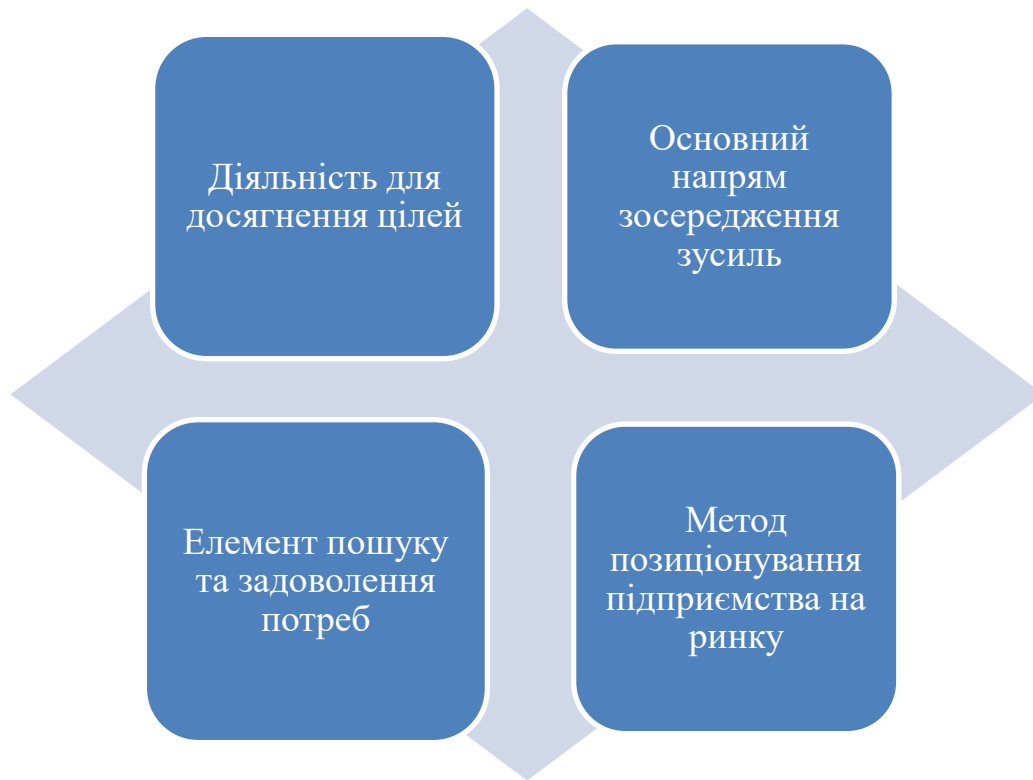 Діяльність для
досягнення цілей
Основний
напрям
зосередження
зусиль
Елемент пошуку
та задоволення
потреб
Метод
позиціонування
підприємства на
ринку